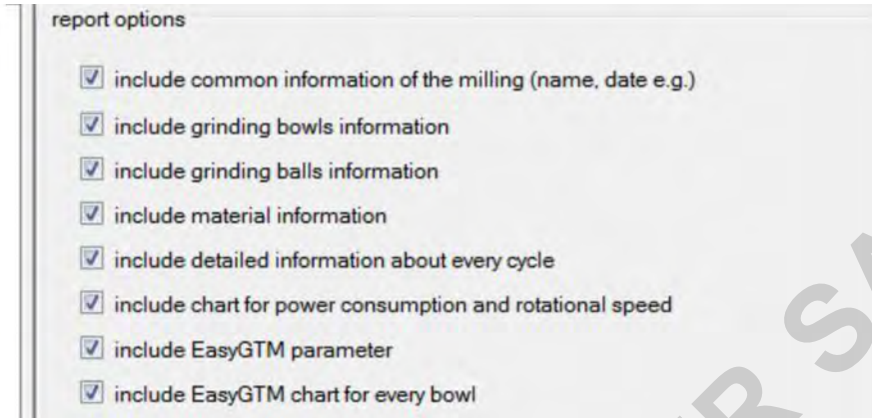 report options
include common information of the milling (name, date e.g.)
include grinding bowls information
include grinding balls information
include material information
include detailed information about every cycle
include chart for power consumption and rotational speed
include EasyGTM parameter
include EasyGTM chart for every bowl